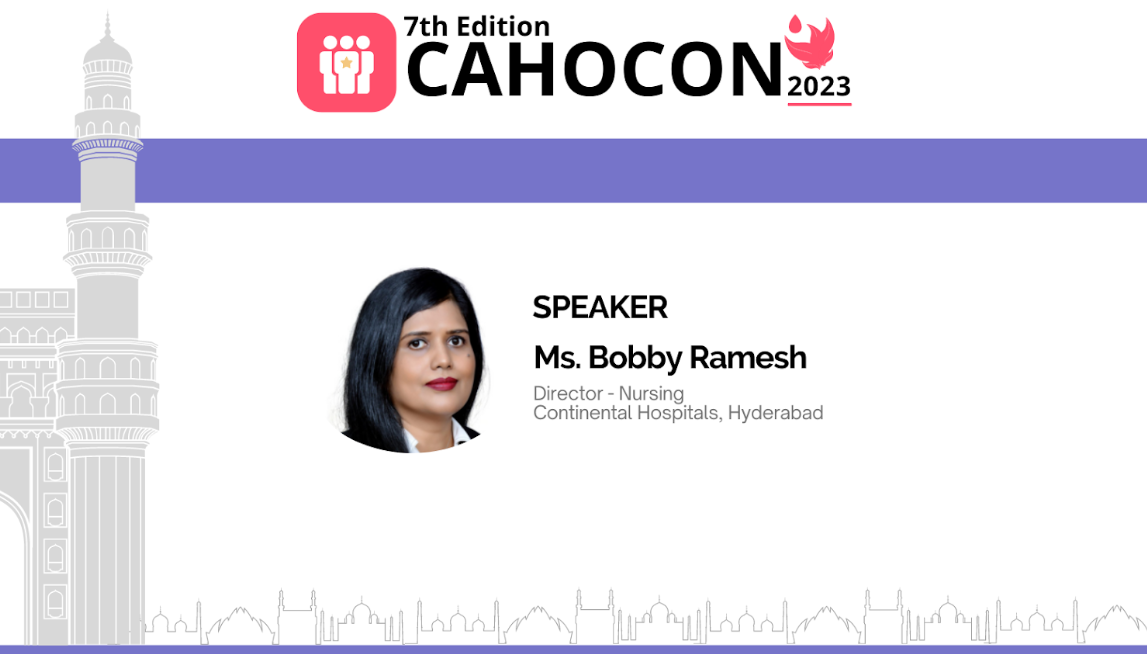 7th Edition
CAHOCON
2023
SPEAKER
Ms. Bobby Ramesh
Director - Nursing
Continental Hospitals, Hyderabad